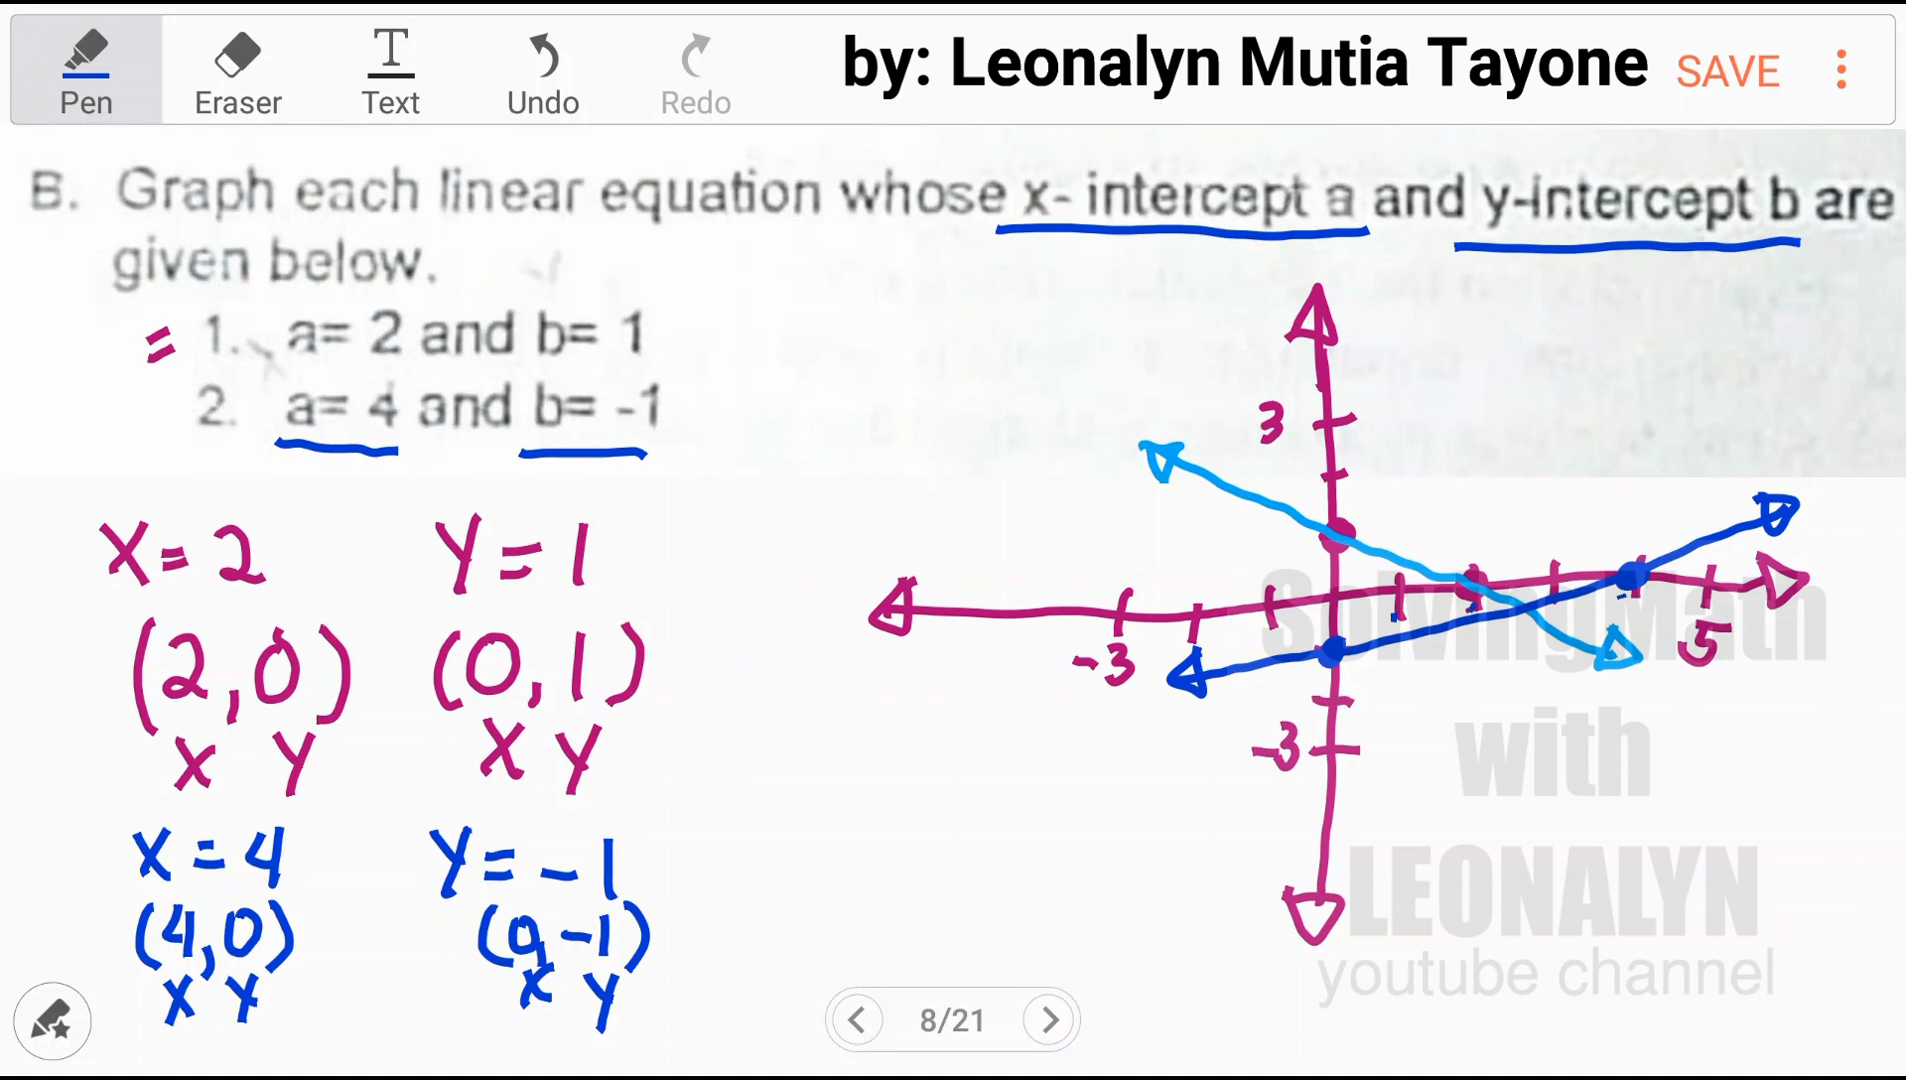 by: Leonalyn Mutia Tayone
SAVE
Pen
Eraser
Text
Undo
Redo
B. Graph each linear equation whose x- intercept a and y-intercept b are
given below.
= 1. a= 2 and b= 1
2. a= 4 and b= -1
X = 2 Y = 1
(2,0) (0,1)
X Y X Y
X = 4 Y = -1
(4,0) (0,-1)
X Y X Y
3
-3
5
-3
SolvingMath
with
LEONALYN
youtube channel
8/21